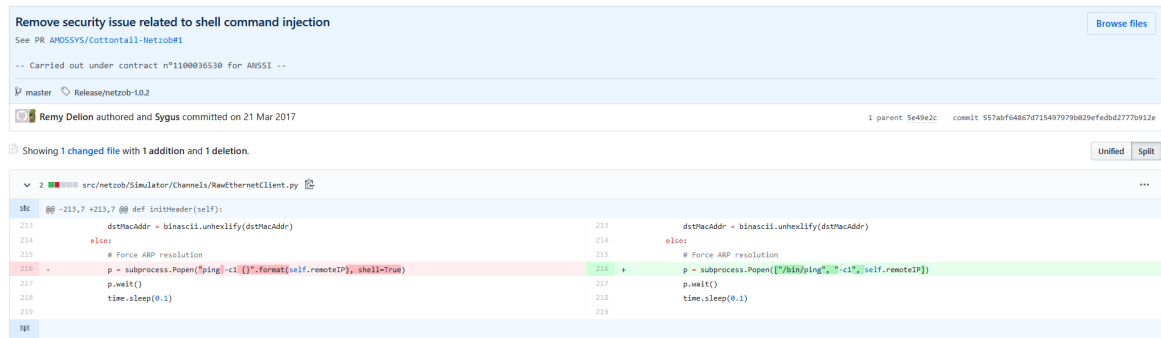 Remove security issue related to shell command injection
Browse files
See PR AMOSSYS/Cottontail-Netzob#1
-- Carried out under contract nº1100036530 for ANSSI --
master Release/netzob-1.0.2
Remy Delion authored and Sygus committed on 21 Mar 2017
1 parent 5e49e2c commit 557abf64867d715497979b029efedbd2777b912e
Showing 1 changed file with 1 addition and 1 deletion.
Unified Split
2 src/netzob/Simulator/Channels/RawEthernetClient.py ...
@@ -213,7 +213,7 @@ def initHeader(self):
213 dstMacAddr = binascii.unhexlify(dstMacAddr)
214 else:
215 # Force ARP resolution
216 - p = subprocess.Popen("ping -c1 {}".format(self.remoteIP), shell=True)
217 p.wait()
218 time.sleep(0.1)
219
213 dstMacAddr = binascii.unhexlify(dstMacAddr)
214 else:
215 # Force ARP resolution
216 + p = subprocess.Popen(["/bin/ping", "-c1", self.remoteIP])
217 p.wait()
218 time.sleep(0.1)
219